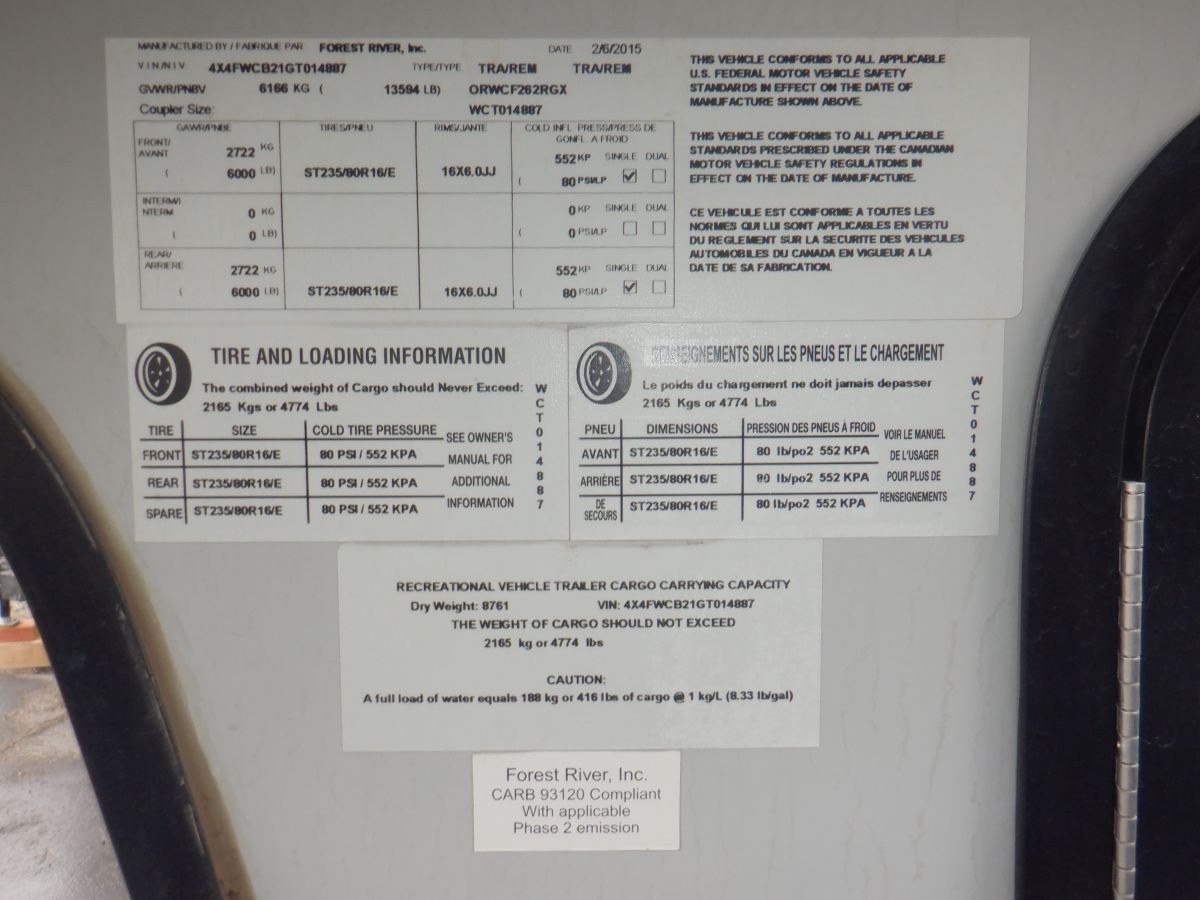 MANUFACTURED BY / FABRIQUE PAR FOREST RIVER, Inc. DATE 2/6/2015
VIN/NIV 4X4FWCB21GT014887 TYPE/TYPE TRA/REM TRA/REM
GVWR/PNBV 6166 KG ( 13594 LB) ORWCF262RGX
Coupler Size: WCT014887
GAWR/PNBE TIRES/PNEU RIMS/JANTE COLD INFL PRESS/PRESS DE
GONFL A FROID
FRONT/
AVANT 2722 KG 552 KP SINGLE DUAL
( 6000 LB) ST235/80R16/E 16X6.0JJ ( 80 PSI/LP
INTERM/I
NTERM 0 KG 0 KP SINGLE DUAL
( 0 LB) ( 0 PSI/LP
REAR/
ARRIERE 2722 KG 552 KP SINGLE DUAL
( 6000 LB) ST235/80R16/E 16X6.0JJ ( 80 PSI/LP
THIS VEHICLE CONFORMS TO ALL APPLICABLE
U.S. FEDERAL MOTOR VEHICLE SAFETY
STANDARDS IN EFFECT ON THE DATE OF
MANUFACTURE SHOWN ABOVE.
THIS VEHICLE CONFORMS TO ALL APPLICABLE
STANDARDS PRESCRIBED UNDER THE CANADIAN
MOTOR VEHICLE SAFETY REGULATIONS IN
EFFECT ON THE DATE OF MANUFACTURE.
CE VEHICULE EST CONFORME A TOUTES LES
NORMES QUI LUI SONT APPLICABLES EN VERTU
DU REGLEMENT SUR LA SECURITE DES VEHICULES
AUTOMOBILES DU CANADA EN VIGUEUR A LA
DATE DE SA FABRICATION.
TIRE AND LOADING INFORMATION
The combined weight of Cargo should Never Exceed:
2165 Kgs or 4774 Lbs
TIRE SIZE COLD TIRE PRESSURE
FRONT ST235/80R16/E 80 PSI / 552 KPA
REAR ST235/80R16/E 80 PSI / 552 KPA
SPARE ST235/80R16/E 80 PSI / 552 KPA
SEE OWNER'S
MANUAL FOR
ADDITIONAL
INFORMATION
WCT014887
RENSEIGNEMENTS SUR LES PNEUS ET LE CHARGEMENT
Le poids du chargement ne doit jamais depasser
2165 Kgs or 4774 Lbs
PNEU DIMENSIONS PRESSION DES PNEUS À FROID
AVANT ST235/80R16/E 80 lb/po2 552 KPA
ARRIÈRE ST235/80R16/E 80 lb/po2 552 KPA
DE
SECOURS ST235/80R16/E 80 lb/po2 552 KPA
VOIR LE MANUEL
DE L'USAGER
POUR PLUS DE
RENSEIGNEMENTS
WCT014887
RECREATIONAL VEHICLE TRAILER CARGO CARRYING CAPACITY
Dry Weight: 8761 VIN: 4X4FWCB21GT014887
THE WEIGHT OF CARGO SHOULD NOT EXCEED
2165 kg or 4774 lbs
CAUTION:
A full load of water equals 188 kg or 416 lbs of cargo @ 1 kg/L (8.33 lb/gal)
Forest River, Inc.
CARB 93120 Compliant
With applicable
Phase 2 emission